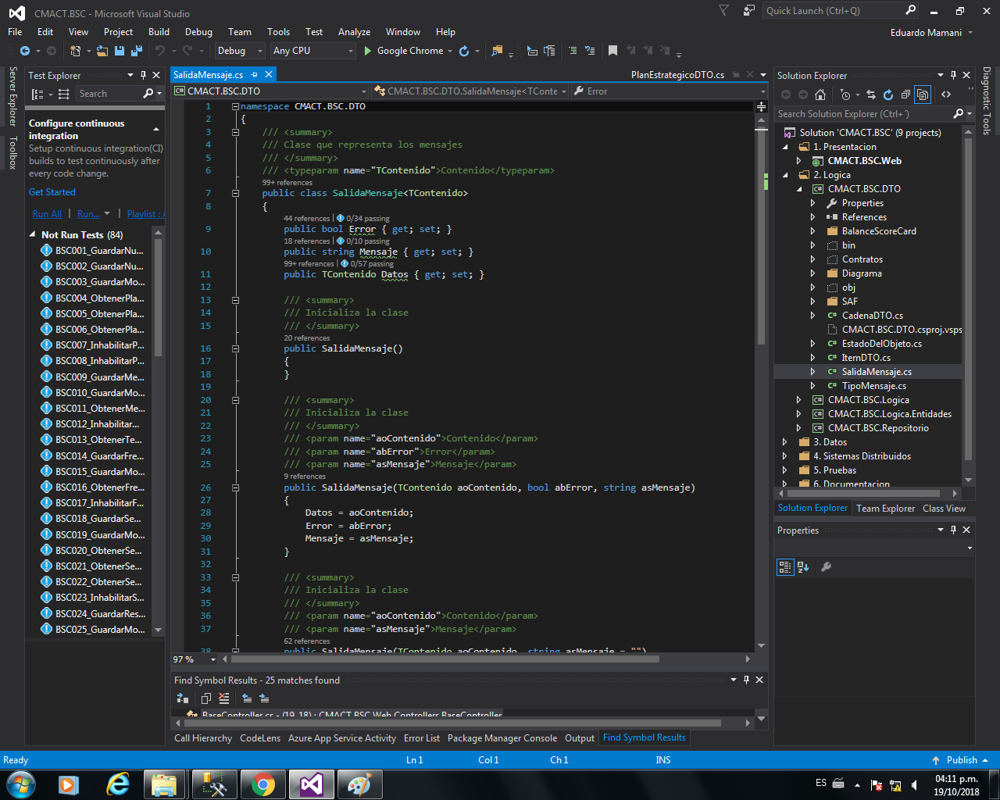 CMACT.BSC - Microsoft Visual Studio
Quick Launch (Ctrl+Q)
File Edit View Project Build Debug Team Tools Test Analyze Window Help
Eduardo Mamani
Debug Any CPU Google Chrome
Server Explorer
Toolbox
Test Explorer
Search
Configure continuous
integration
Setup continuous integration(CI)
builds to test continuously after
every code change.
Get Started
Run All | Run... | Playlist :
Not Run Tests (84)
BSC001_GuardarNu...
BSC002_GuardarNu...
BSC003_GuardarMo...
BSC004_ObtenerPla...
BSC005_ObtenerPla...
BSC006_ObtenerPla...
BSC007_InhabilitarP...
BSC008_InhabilitarP...
BSC009_GuardarMe...
BSC010_GuardarMo...
BSC011_ObtenerMe...
BSC012_Inhabilitar...
BSC013_ObtenerTe...
BSC014_GuardarFre...
BSC015_GuardarMo...
BSC016_ObtenerFre...
BSC017_InhabilitarF...
BSC018_GuardarSe...
BSC019_GuardarMo...
BSC020_ObtenerSe...
BSC021_ObtenerSe...
BSC022_ObtenerSe...
BSC023_InhabilitarS...
BSC024_GuardarRes...
BSC025_GuardarMo...
SalidaMensaje.cs
PlanEstrategicoDTO.cs
CMACT.BSC.DTO
CMACT.BSC.DTO.SalidaMensaje<TConte
Error
1 namespace CMACT.BSC.DTO
2 {
3 /// <summary>
4 /// Clase que representa los mensajes
5 /// </summary>
6 /// <typeparam name="TContenido">Contenido</typeparam>
99+ references
7 public class SalidaMensaje<TContenido>
8 {
44 references | 0/34 passing
9 public bool Error { get; set; }
18 references | 0/10 passing
10 public string Mensaje { get; set; }
99+ references | 0/57 passing
11 public TContenido Datos { get; set; }
12
13 /// <summary>
14 /// Inicializa la clase
15 /// </summary>
20 references
16 public SalidaMensaje()
17 {
18 }
19
20 /// <summary>
21 /// Inicializa la clase
22 /// </summary>
23 /// <param name="aoContenido">Contenido</param>
24 /// <param name="abError">Error</param>
25 /// <param name="asMensaje">Mensaje</param>
9 references
26 public SalidaMensaje(TContenido aoContenido, bool abError, string asMensaje)
27 {
28 Datos = aoContenido;
29 Error = abError;
30 Mensaje = asMensaje;
31 }
32
33 /// <summary>
34 /// Inicializa la clase
35 /// </summary>
36 /// <param name="aoContenido">Contenido</param>
37 /// <param name="asMensaje">Mensaje</param>
62 references
38 public SalidaMensaje(TContenido aoContenido, string asMensaje = "")
97 %
Find Symbol Results - 25 matches found
BaseController.cs - (19, 18) : CMACT.BSC.Web.Controllers.BaseController
Call Hierarchy CodeLens Azure App Service Activity Error List Package Manager Console Output Find Symbol Results
Solution Explorer
Search Solution Explorer (Ctrl+´)
Solution 'CMACT.BSC' (9 projects)
1. Presentacion
CMACT.BSC.Web
2. Logica
CMACT.BSC.DTO
Properties
References
BalanceScoreCard
bin
Contratos
Diagrama
obj
SAF
CadenaDTO.cs
CMACT.BSC.DTO.csproj.vsps
EstadoDelObjeto.cs
ItemDTO.cs
SalidaMensaje.cs
TipoMensaje.cs
CMACT.BSC.Logica
CMACT.BSC.Logica.Entidades
CMACT.BSC.Repositorio
3. Datos
4. Sistemas Distribuidos
5. Pruebas
6. Documentacion
Solution Explorer Team Explorer Class View
Properties
Diagnostic Tools
Ready Ln 1 Col 1 Ch 1 INS Publish
ES
04:11 p.m.
19/10/2018